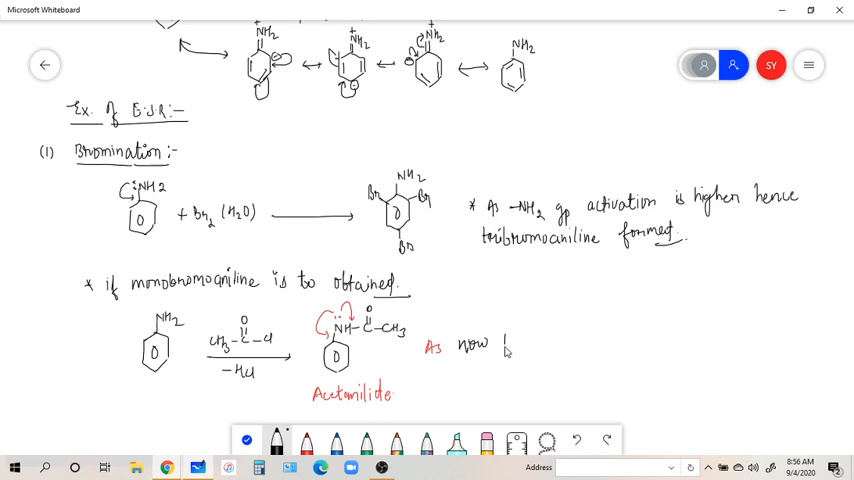 Microsoft Whiteboard
SY
+
NH2
+
NH2
+
NH2
NH2
Ex. of E.S.R:-
(1) Bromination:-
NH2
+ Br2 (H2O)
NH2
Br
Br
Br
* As -NH2 gp activation is higher hence
tribromoaniline formed.
* if monobromoaniline is to obtained.
NH2
O
CH3-C-Cl
-HCl
O
NH-C-CH3
As now
Acetanilide.
Address
8:56 AM
9/4/2020
2